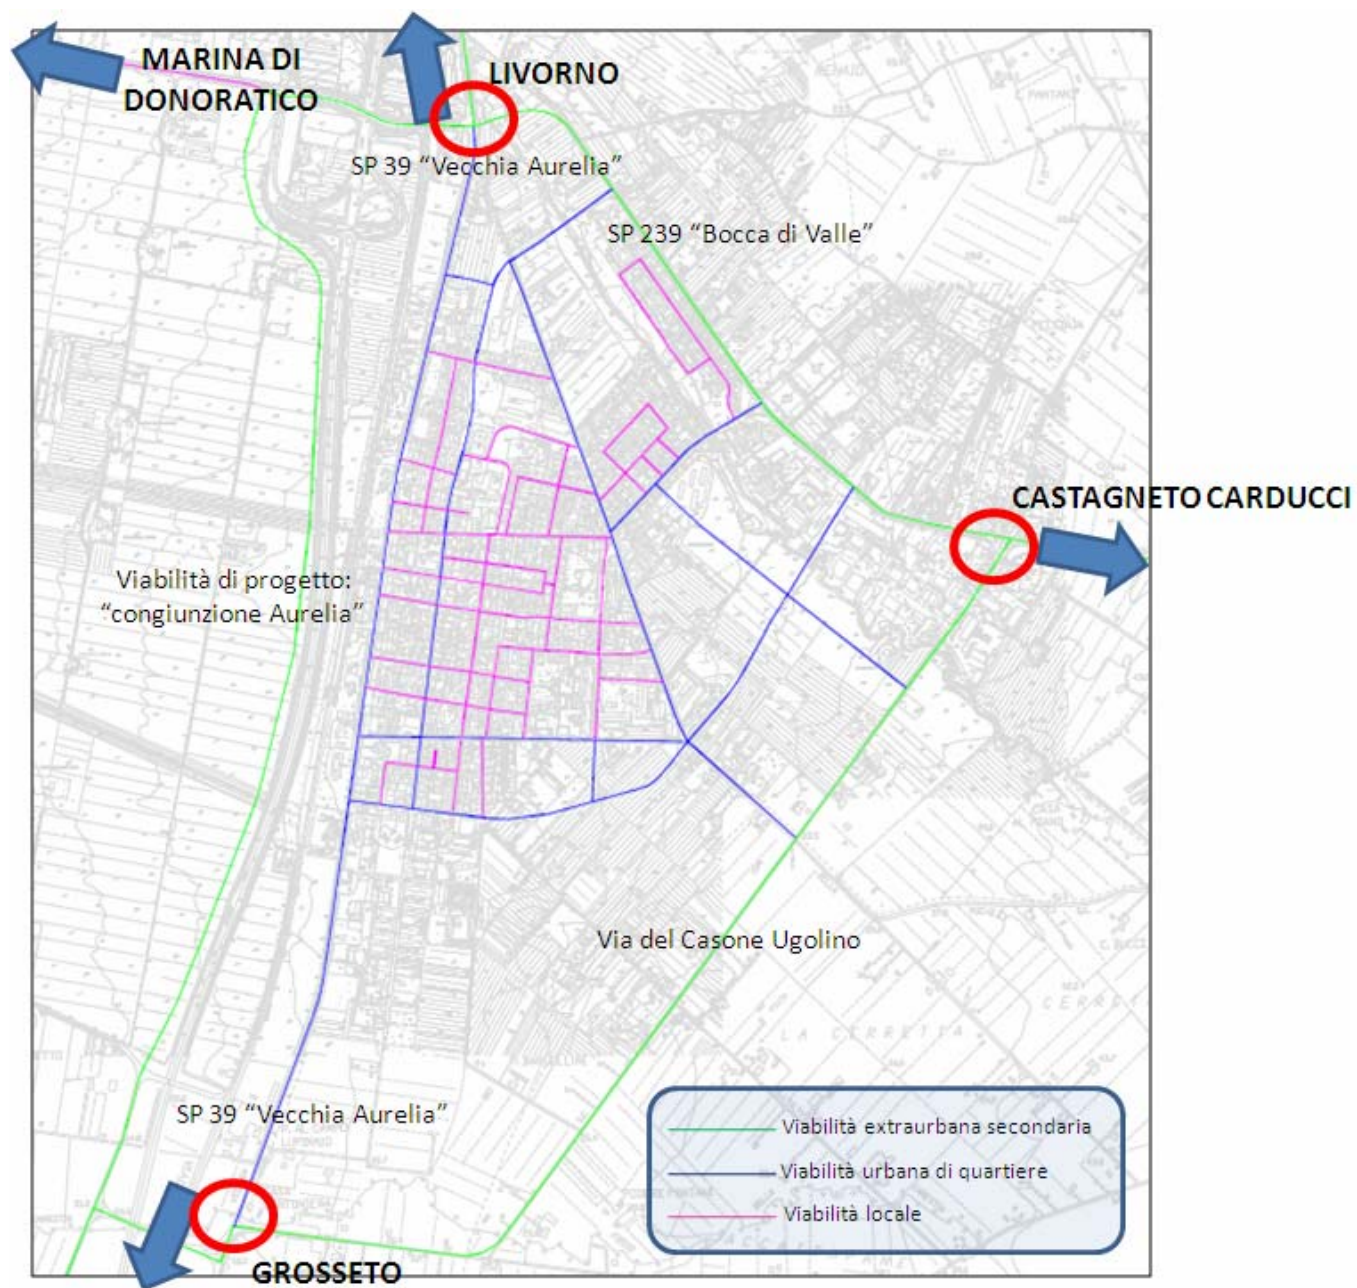 MARINA DI
DONORATICO
LIVORNO
SP 39 “Vecchia Aurelia”
SP 239 “Bocca di Valle”
CASTAGNETO CARDUCCI
Viabilità di progetto:
“congiunzione Aurelia”
Via del Casone Ugolino
LA CERRETTA
SP 39 “Vecchia Aurelia”
Viabilità extraurbana secondaria
Viabilità urbana di quartiere
Viabilità locale
GROSSETO